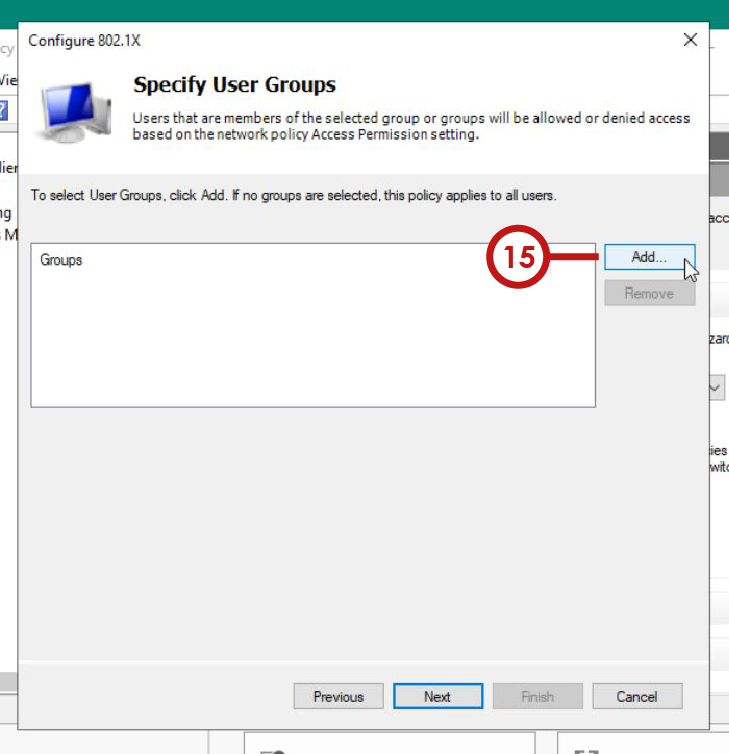 Configure 802.1X
Specify User Groups
Users that are members of the selected group or groups will be allowed or denied access
based on the network policy Access Permission setting.
To select User Groups, click Add. If no groups are selected, this policy applies to all users.
Groups
15
Add...
Remove
Previous
Next
Finish
Cancel